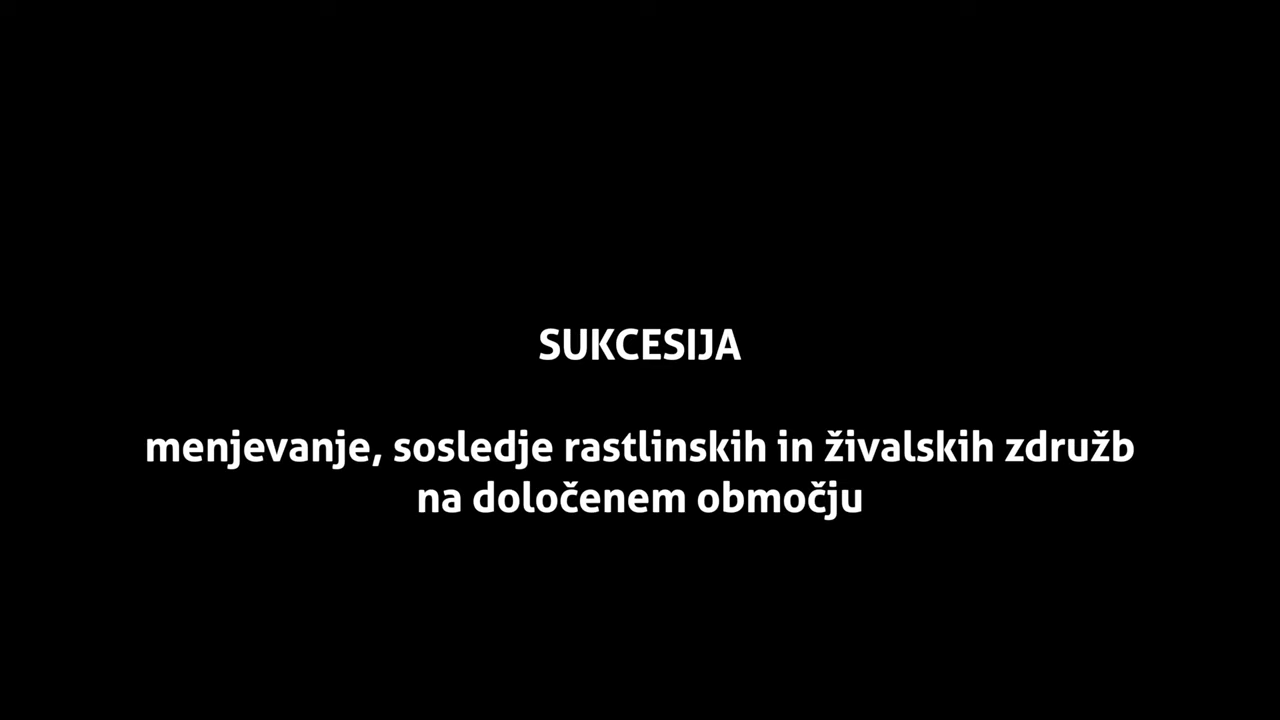 SUKCESIJA
menjevanje, sosledje rastlinskih in živalskih združb
na določenem območju